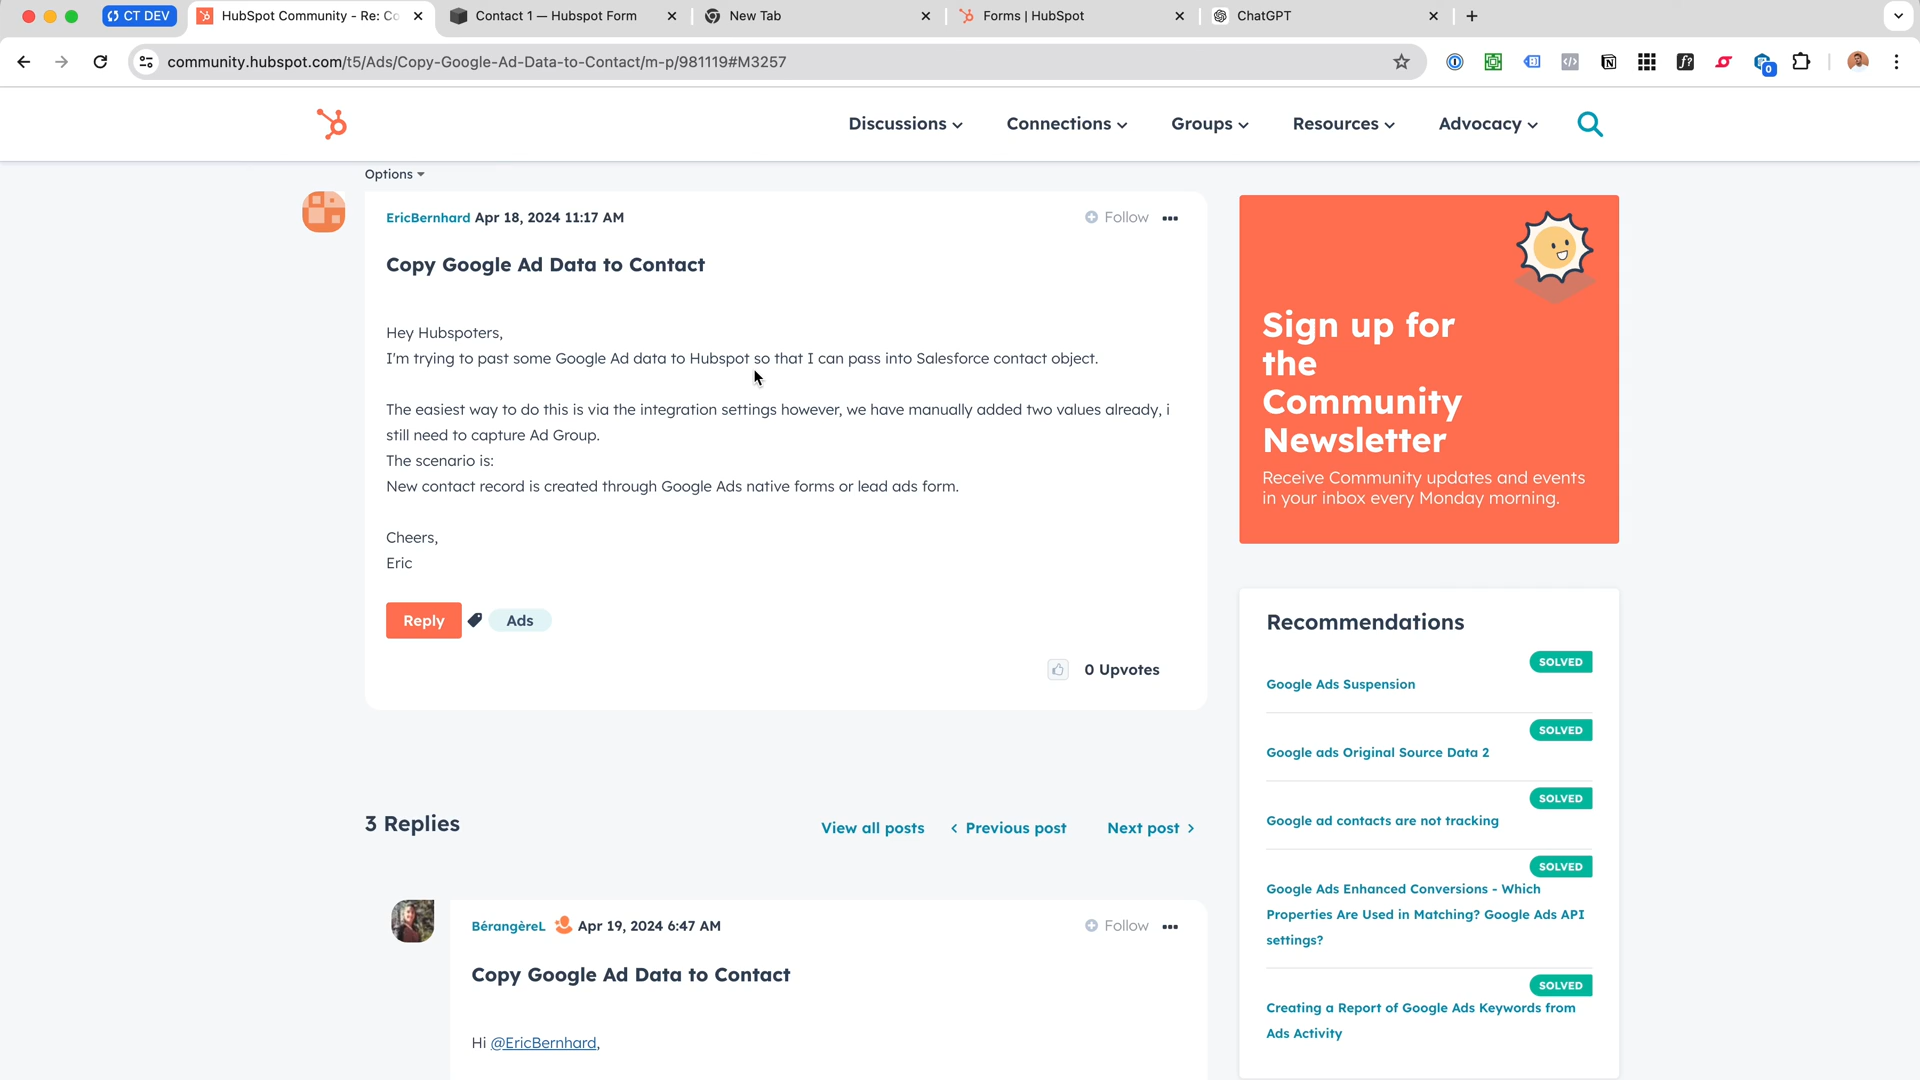 CT DEV
HubSpot Community - Re: Co
Contact 1 — Hubspot Form
New Tab
Forms | HubSpot
ChatGPT
community.hubspot.com/t5/Ads/Copy-Google-Ad-Data-to-Contact/m-p/981119#M3257
0
Discussions
Connections
Groups
Resources
Advocacy
Options
EricBernhard Apr 18, 2024 11:17 AM
Follow
Copy Google Ad Data to Contact
Hey Hubspoters,
I'm trying to past some Google Ad data to Hubspot so that I can pass into Salesforce contact object.
The easiest way to do this is via the integration settings however, we have manually added two values already, i
still need to capture Ad Group.
The scenario is:
New contact record is created through Google Ads native forms or lead ads form.
Cheers,
Eric
Reply
Ads
0 Upvotes
3 Replies
View all posts
Previous post
Next post
BérangèreL Apr 19, 2024 6:47 AM
Follow
Copy Google Ad Data to Contact
Hi @EricBernhard,
Sign up for
the
Community
Newsletter
Receive Community updates and events
in your inbox every Monday morning.
Recommendations
SOLVED
Google Ads Suspension
SOLVED
Google ads Original Source Data 2
SOLVED
Google ad contacts are not tracking
SOLVED
Google Ads Enhanced Conversions - Which
Properties Are Used in Matching? Google Ads API
settings?
SOLVED
Creating a Report of Google Ads Keywords from
Ads Activity